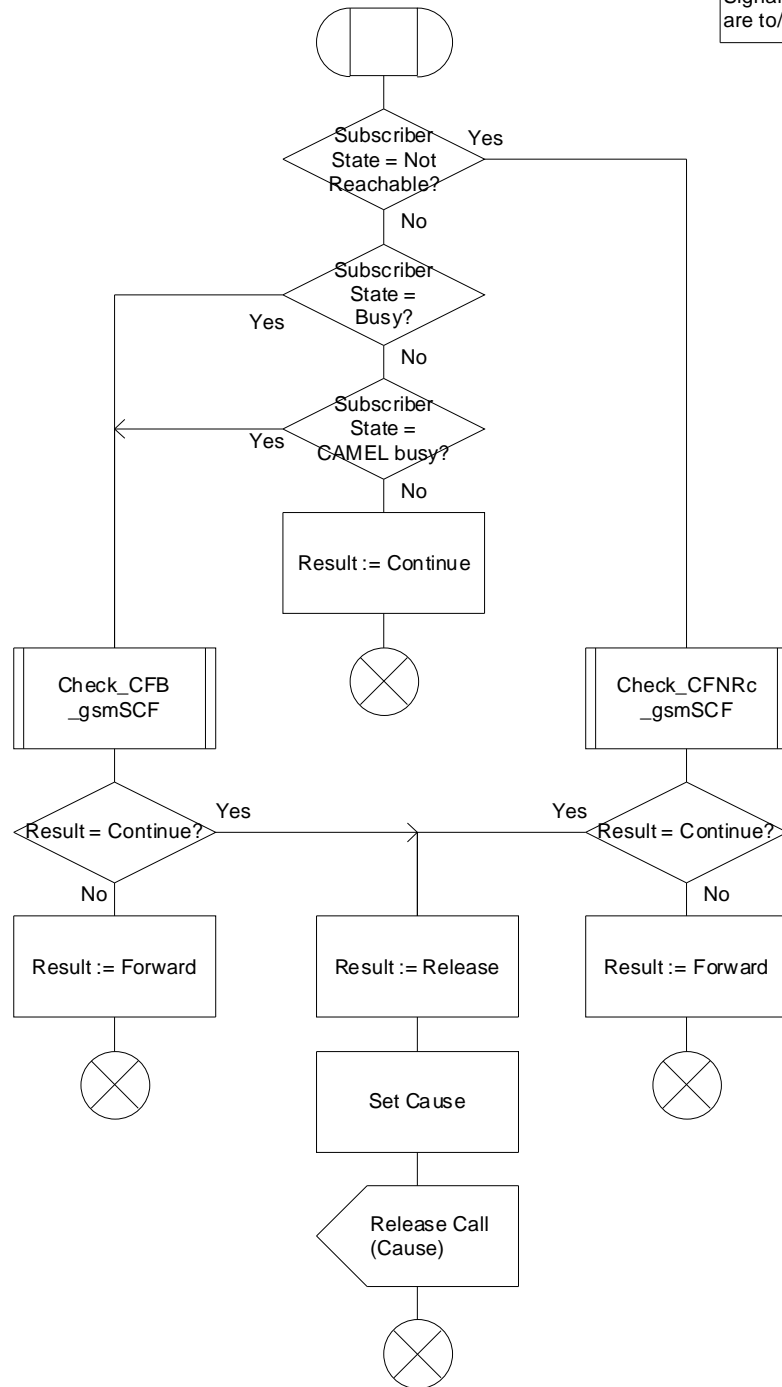 Signal
are to/
Subscriber
State = Not
Reachable?
Yes
No
Subscriber
State =
Busy?
Yes
No
Subscriber
State =
CAMEL busy?
Yes
No
Result := Continue
Check_CFB
_gsmSCF
Check_CFNRc
_gsmSCF
Result = Continue?
Yes
Yes
Result = Continue?
No
No
Result := Forward
Result := Release
Result := Forward
Set Cause
Release Call
(Cause)